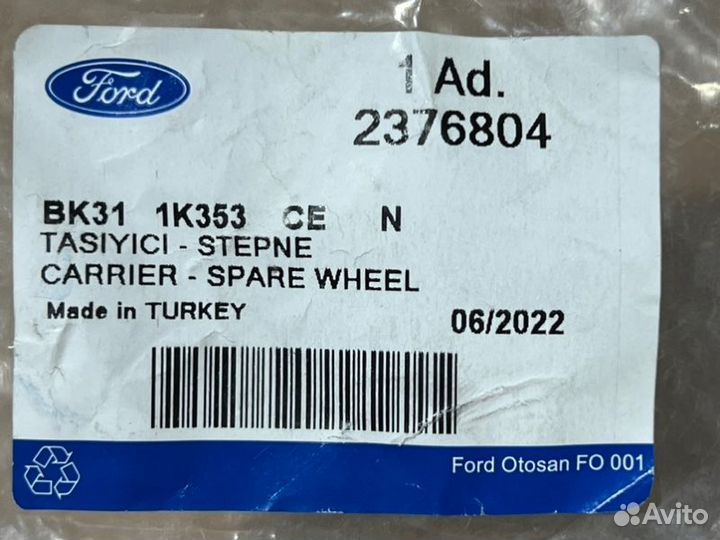 Ford
1 Ad.
2376804
BK31 1K353 CE N
TASIYICI - STEPNE
CARRIER - SPARE WHEEL
Made in TURKEY
06/2022
Ford Otosan FO 001
Avito